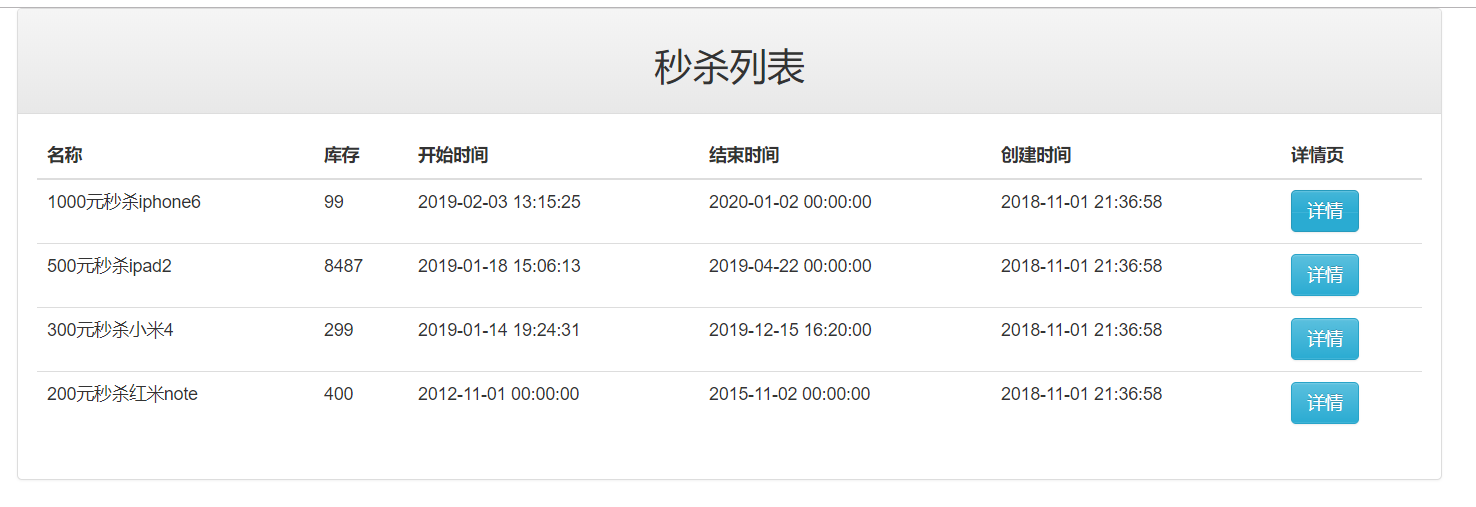 秒杀列表
名称 库存 开始时间 结束时间 创建时间 详情页
1000元秒杀iphone6 99 2019-02-03 13:15:25 2020-01-02 00:00:00 2018-11-01 21:36:58 详情
500元秒杀ipad2 8487 2019-01-18 15:06:13 2019-04-22 00:00:00 2018-11-01 21:36:58 详情
300元秒杀小米4 299 2019-01-14 19:24:31 2019-12-15 16:20:00 2018-11-01 21:36:58 详情
200元秒杀红米note 400 2012-11-01 00:00:00 2015-11-02 00:00:00 2018-11-01 21:36:58 详情